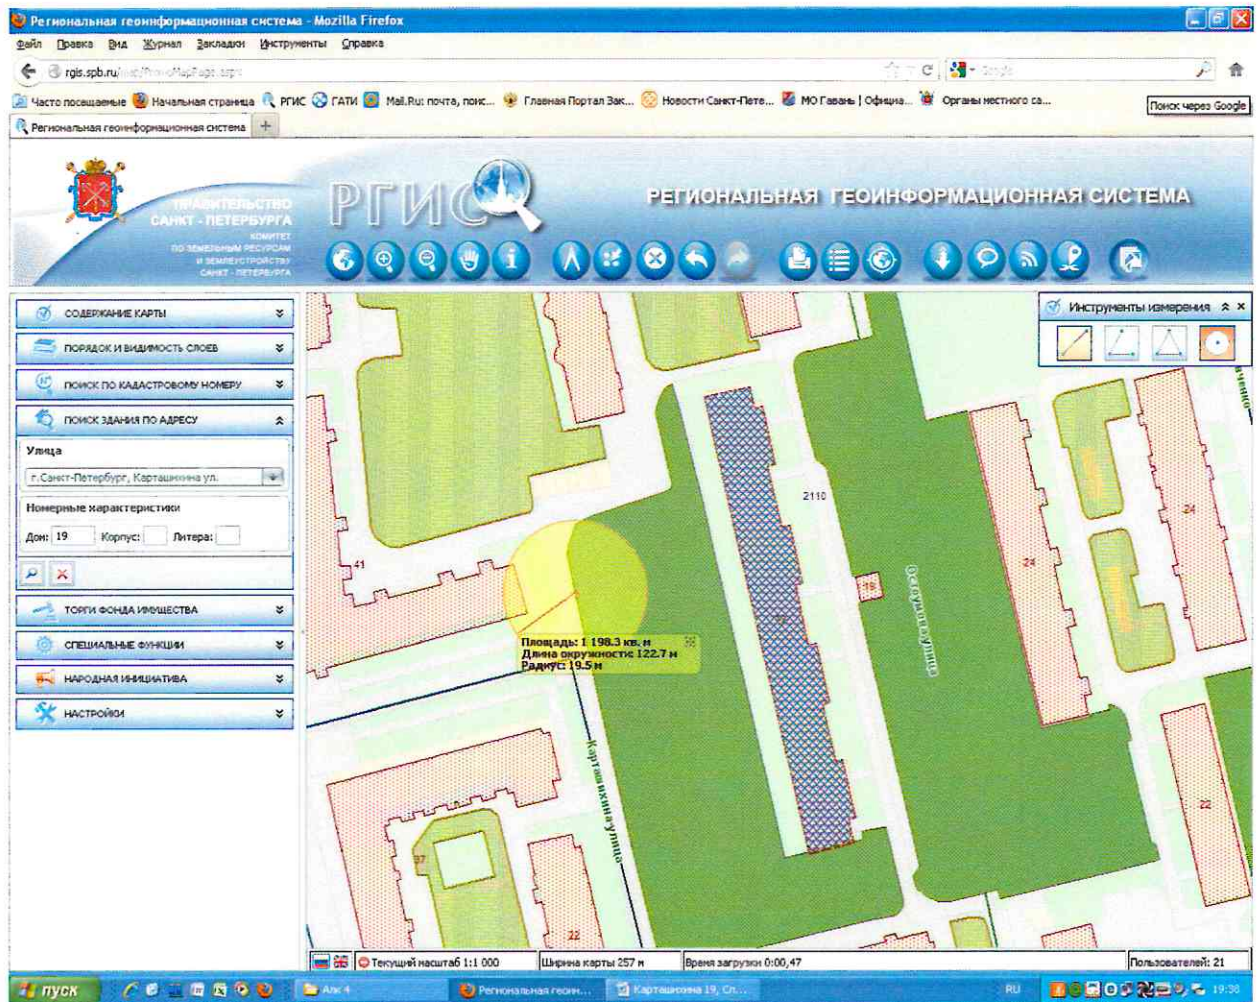 Региональная геоинформационная система - Mozilla Firefox
Файл Правка Вид Журнал Закладки Инструменты Справка
rgis.spb.ru/map/PromoMapPage.aspx
Google
Часто посещаемые Начальная страница РГИС ГАТИ Mail.Ru: почта, поис... Главная Портал Зак... Новости Санкт-Пете... МО Гавань | Официа... Органы местного са...
Поиск через Google
Региональная геоинформационная система +
ПРАВИТЕЛЬСТВО
САНКТ - ПЕТЕРБУРГА
КОМИТЕТ
ПО ЗЕМЕЛЬНЫМ РЕСУРСАМ
И ЗЕМЛЕУСТРОЙСТВУ
САНКТ - ПЕТЕРБУРГА
РГИС
РЕГИОНАЛЬНАЯ ГЕОИНФОРМАЦИОННАЯ СИСТЕМА
СОДЕРЖАНИЕ КАРТЫ
ПОРЯДОК И ВИДИМОСТЬ СЛОЕВ
ПОИСК ПО КАДАСТРОВОМУ НОМЕРУ
ПОИСК ЗДАНИЯ ПО АДРЕСУ
Улица
г.Санкт-Петербург, Карташихина ул.
Номерные характеристики
Дом: 19 Корпус: Литера:
ТОРГИ ФОНДА ИМУЩЕСТВА
СПЕЦИАЛЬНЫЕ ФУНКЦИИ
НАРОДНАЯ ИНИЦИАТИВА
НАСТРОЙКИ
Инструменты измерения
2110
41
19
24
24
Остоумова улица
Площадь: 1 198.3 кв. м
Длина окружности: 122.7 м
Радиус: 19.5 м
Карташихина улица
37
22
22
Текущий масштаб 1:1 000
Ширина карты 257 м
Время загрузки 0:00,47
Пользователей: 21
пуск
Алк 4
Региональная геоин...
Карташихина 19, Сп...
RU
19:38